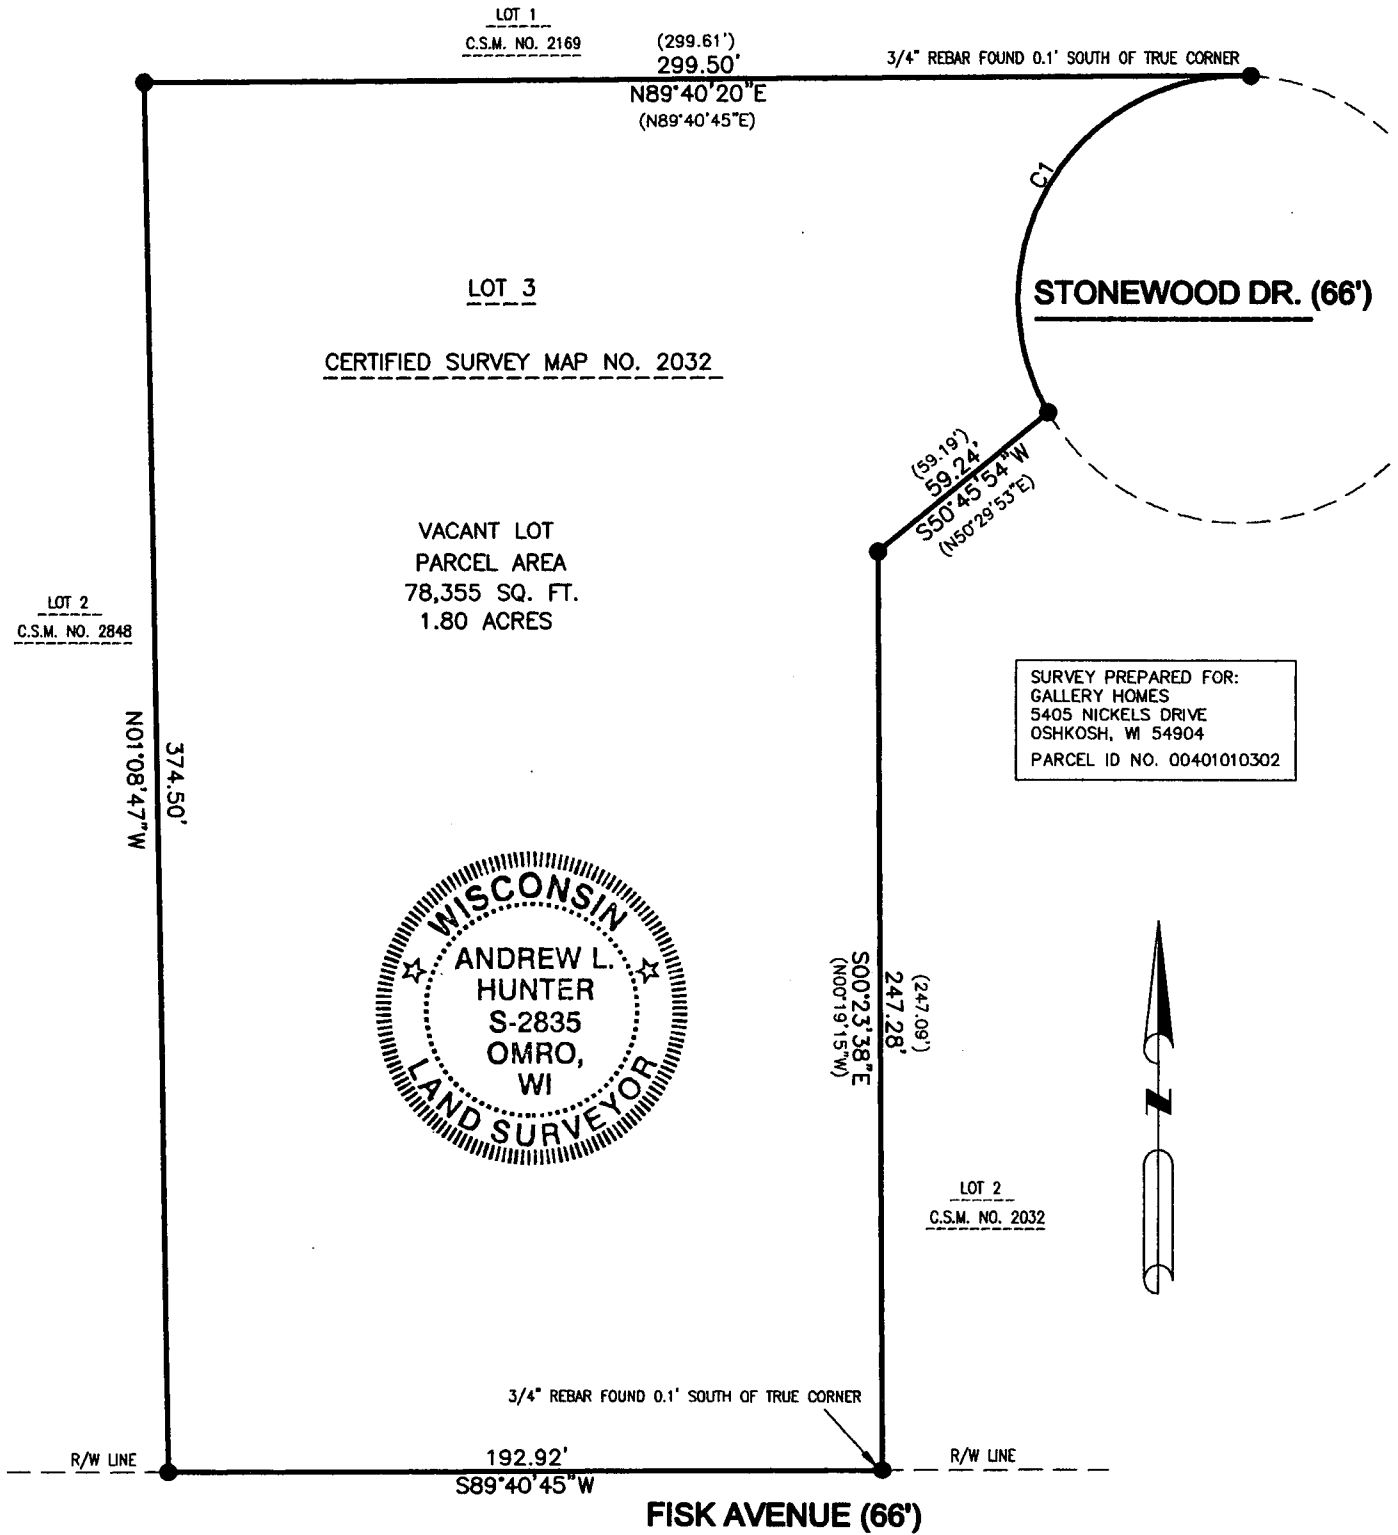 LOT 1
C.S.M. NO. 2169
(299.61')
299.50'
N89°40'20"E
(N89°40'45"E)
3/4" REBAR FOUND 0.1' SOUTH OF TRUE CORNER
C1
STONEWOOD DR. (66')
LOT 3
CERTIFIED SURVEY MAP NO. 2032
(59.19')
59.24'
S50°45'54"W
(N50°29'53"E)
VACANT LOT
PARCEL AREA
78,355 SQ. FT.
1.80 ACRES
LOT 2
C.S.M. NO. 2848
SURVEY PREPARED FOR:
GALLERY HOMES
5405 NICKELS DRIVE
OSHKOSH, WI 54904
PARCEL ID NO. 00401010302
374.50'
N01°08'47"W
WISCONSIN
ANDREW L.
HUNTER
S-2835
OMRO,
WI
LAND SURVEYOR
(247.09')
247.28'
S00°23'38"E
(N00°19'15"W)
N
LOT 2
C.S.M. NO. 2032
3/4" REBAR FOUND 0.1' SOUTH OF TRUE CORNER
R/W LINE
192.92'
S89°40'45"W
R/W LINE
FISK AVENUE (66')